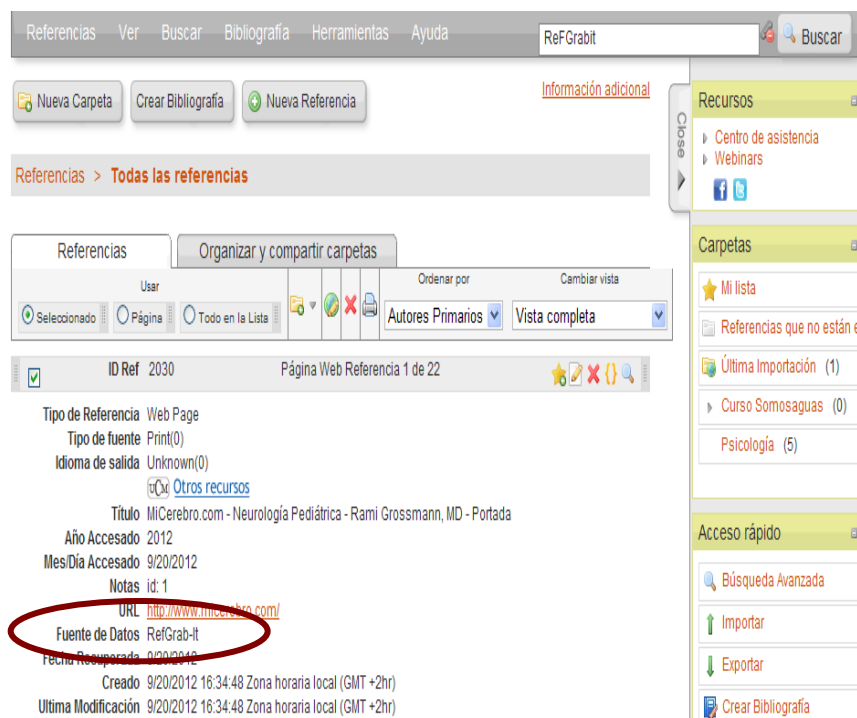 Referencias Ver Buscar Bibliografía Herramientas Ayuda ReFGrabit Buscar
Nueva Carpeta Crear Bibliografía Nueva Referencia Información adicional
Close
Referencias > Todas las referencias
Referencias Organizar y compartir carpetas
Usar Ordenar por Cambiar vista
Seleccionado Página Todo en la Lista Autores Primarios Vista completa
ID Ref 2030 Página Web Referencia 1 de 22
Tipo de Referencia Web Page
Tipo de fuente Print(0)
Idioma de salida Unknown(0)
UCM Otros recursos
Título MiCerebro.com - Neurología Pediátrica - Rami Grossmann, MD - Portada
Año Accesado 2012
Mes/Día Accesado 9/20/2012
Notas id: 1
URL http://www.micerebro.com/
Fuente de Datos RefGrab-It
Fecha Recuperada 9/20/2012
Creado 9/20/2012 16:34:48 Zona horaria local (GMT +2hr)
Ultima Modificación 9/20/2012 16:34:48 Zona horaria local (GMT +2hr)
Recursos
Centro de asistencia
Webinars
Carpetas
Mi lista
Referencias que no están e
Última Importación (1)
Curso Somosaguas (0)
Psicología (5)
Acceso rápido
Búsqueda Avanzada
Importar
Exportar
Crear Bibliografía